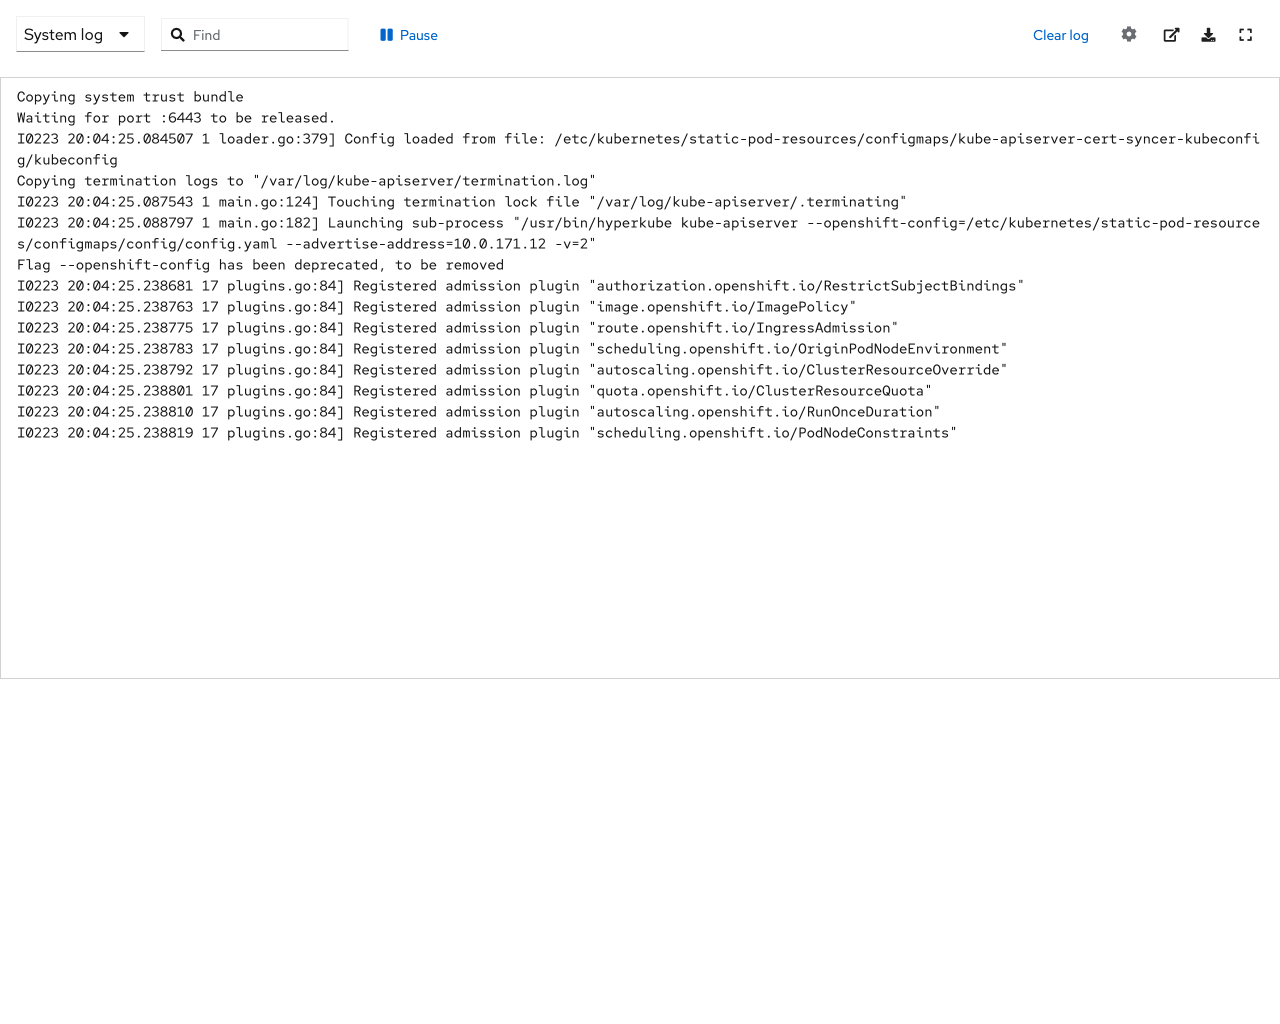 System log
Find
Pause
Clear log
Copying system trust bundle
Waiting for port :6443 to be released.
I0223 20:04:25.084507 1 loader.go:379] Config loaded from file: /etc/kubernetes/static-pod-resources/configmaps/kube-apiserver-cert-syncer-kubeconfi
g/kubeconfig
Copying termination logs to "/var/log/kube-apiserver/termination.log"
I0223 20:04:25.087543 1 main.go:124] Touching termination lock file "/var/log/kube-apiserver/.terminating"
I0223 20:04:25.088797 1 main.go:182] Launching sub-process "/usr/bin/hyperkube kube-apiserver --openshift-config=/etc/kubernetes/static-pod-resource
s/configmaps/config/config.yaml --advertise-address=10.0.171.12 -v=2"
Flag --openshift-config has been deprecated, to be removed
I0223 20:04:25.238681 17 plugins.go:84] Registered admission plugin "authorization.openshift.io/RestrictSubjectBindings"
I0223 20:04:25.238763 17 plugins.go:84] Registered admission plugin "image.openshift.io/ImagePolicy"
I0223 20:04:25.238775 17 plugins.go:84] Registered admission plugin "route.openshift.io/IngressAdmission"
I0223 20:04:25.238783 17 plugins.go:84] Registered admission plugin "scheduling.openshift.io/OriginPodNodeEnvironment"
I0223 20:04:25.238792 17 plugins.go:84] Registered admission plugin "autoscaling.openshift.io/ClusterResourceOverride"
I0223 20:04:25.238801 17 plugins.go:84] Registered admission plugin "quota.openshift.io/ClusterResourceQuota"
I0223 20:04:25.238810 17 plugins.go:84] Registered admission plugin "autoscaling.openshift.io/RunOnceDuration"
I0223 20:04:25.238819 17 plugins.go:84] Registered admission plugin "scheduling.openshift.io/PodNodeConstraints"